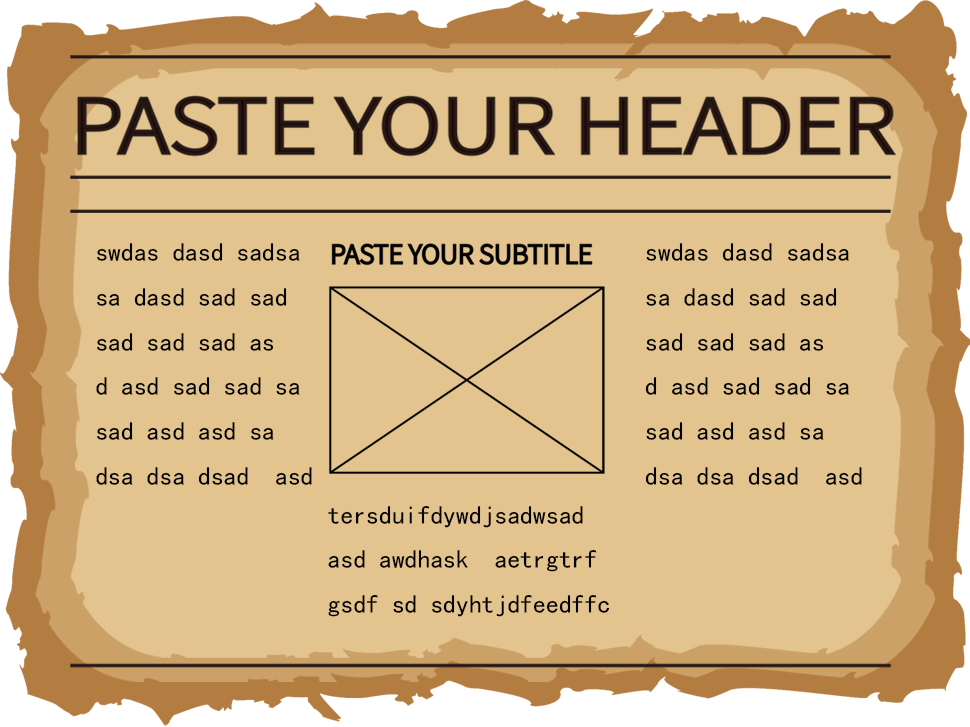 PASTE YOUR HEADER
swdas dasd sadsa
sa dasd sad sad
sad sad sad as
d asd sad sad sa
sad asd asd sa
dsa dsa dsad  asd
PASTE YOUR SUBTITLE
tersduifdywdjsadwsad
asd awdhask  aetrgtrf
gsdf sd sdyhtjdfeedffc
swdas dasd sadsa
sa dasd sad sad
sad sad sad as
d asd sad sad sa
sad asd asd sa
dsa dsa dsad  asd